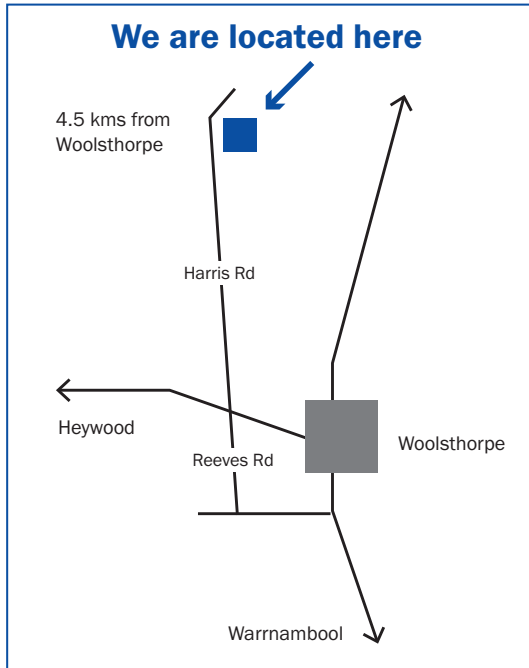 We are located here
4.5 kms from
Woolsthorpe
Harris Rd
Heywood
Woolsthorpe
Reeves Rd
Warrnambool